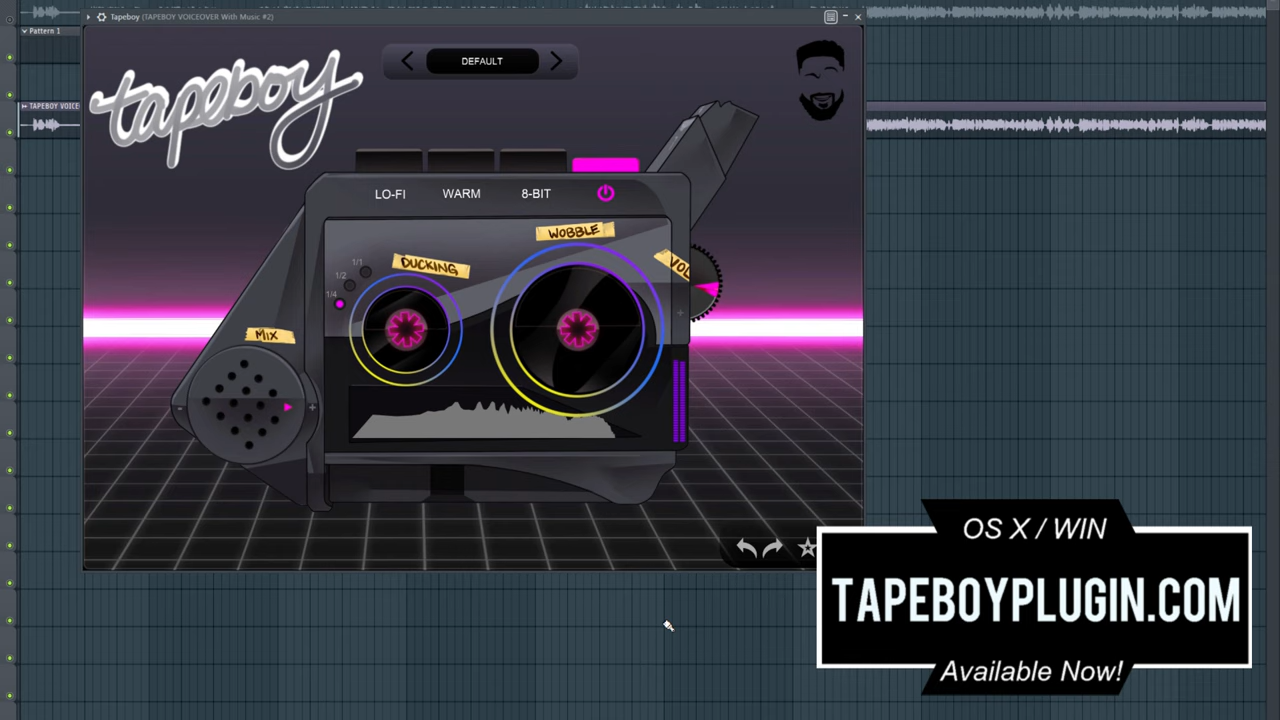 Tapeboy (TAPEBOY VOICEOVER With Music #2)
Pattern 1
TAPEBOY VOICE
tapeboy
DEFAULT
LO-FI
WARM
8-BIT
WOBBLE
DUCKING
VOL
1/1
1/2
1/4
MIX
- +
+
OS X / WIN
TAPEBOYPLUGIN.COM
Available Now!